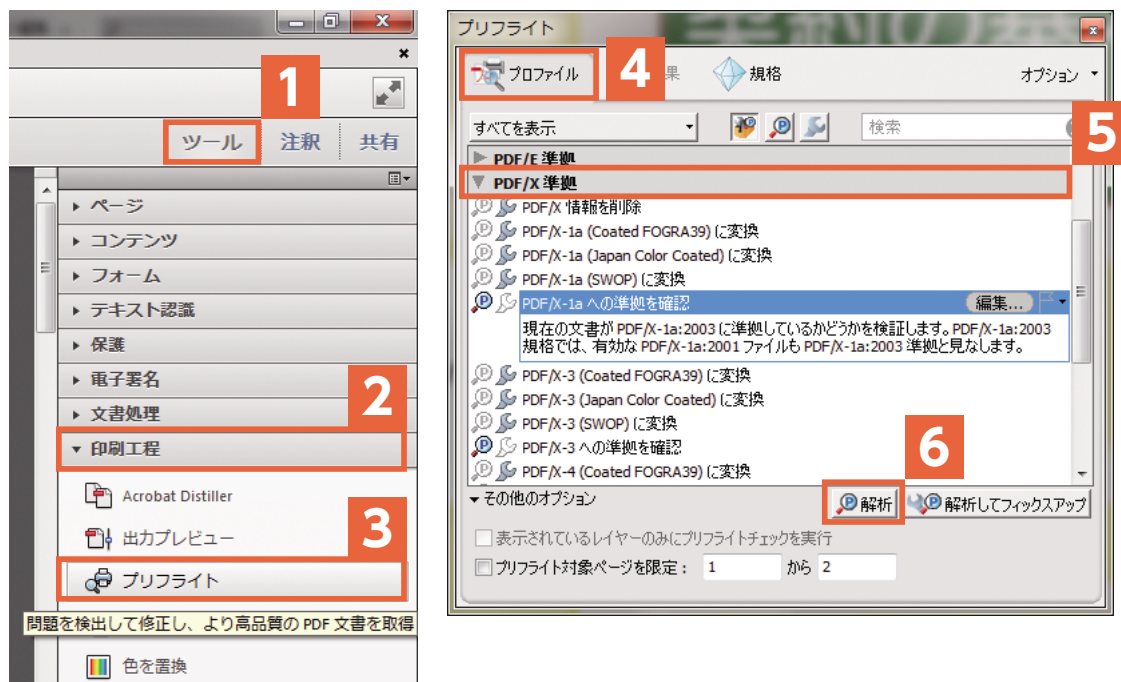 1
ツール 注釈 共有
ページ
コンテンツ
フォーム
テキスト認識
保護
電子署名
2
文書処理
印刷工程
Acrobat Distiller
3
出力プレビュー
プリフライト
問題を検出して修正し、より高品質の PDF 文書を取得
色を置換
プリフライト
プロファイル 4 果 規格 オプション
すべてを表示 検索 5
PDF/E 準拠
PDF/X 準拠
PDF/X 情報を削除
PDF/X-1a (Coated FOGRA39) に変換
PDF/X-1a (Japan Color Coated) に変換
PDF/X-1a (SWOP) に変換
PDF/X-1a への準拠を確認 編集...
現在の文書が PDF/X-1a:2003 に準拠しているかどうかを検証します。PDF/X-1a:2003
規格では、有効な PDF/X-1a:2001 ファイルも PDF/X-1a:2003 準拠と見なします。
PDF/X-3 (Coated FOGRA39) に変換
PDF/X-3 (Japan Color Coated) に変換
PDF/X-3 (SWOP) に変換
PDF/X-3 への準拠を確認
6
PDF/X-4 (Coated FOGRA39) に変換
その他のオプション 解析 解析してフィックスアップ
表示されているレイヤーのみにプリフライトチェックを実行
プリフライト対象ページを限定： 1 から 2